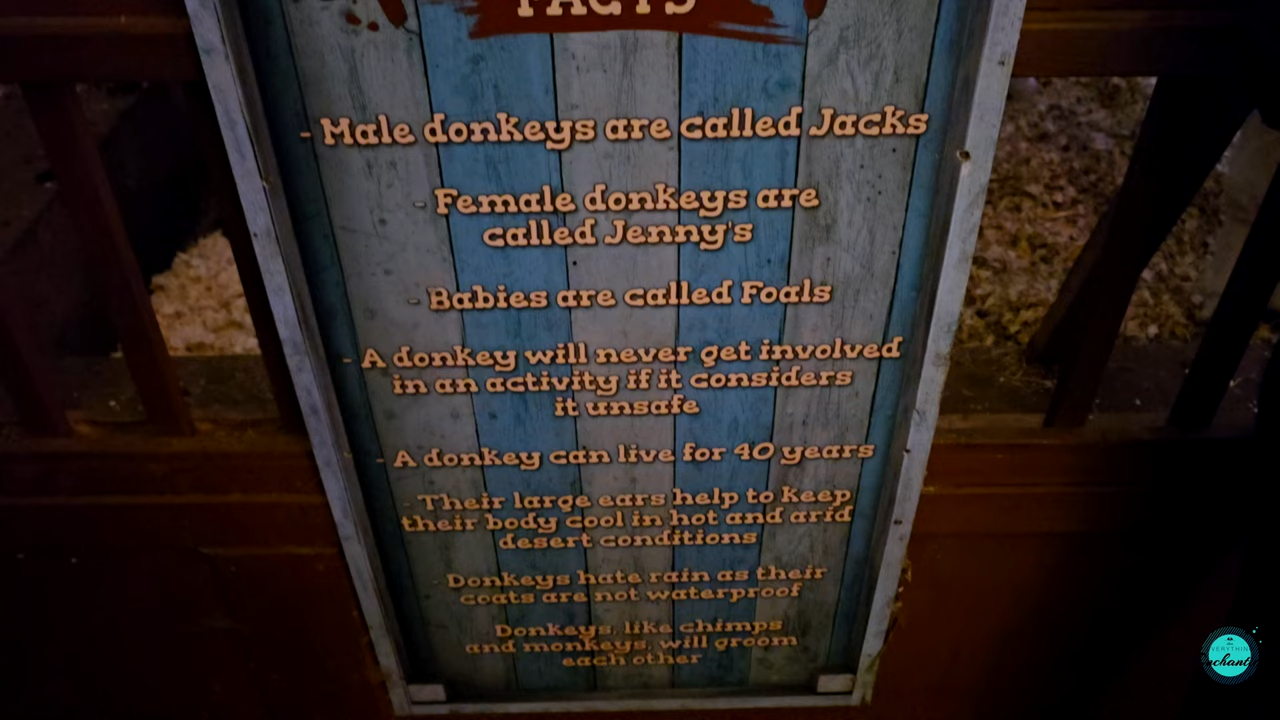 FACTS
- Male donkeys are called Jacks
- Female donkeys are
called Jenny's
- Babies are called Foals
- A donkey will never get involved
in an activity if it considers
it unsafe
- A donkey can live for 40 years
- Their large ears help to keep
their body cool in hot and arid
desert conditions
- Donkeys hate rain as their
coats are not waterproof
Donkeys, like chimps
and monkeys, will groom
each other